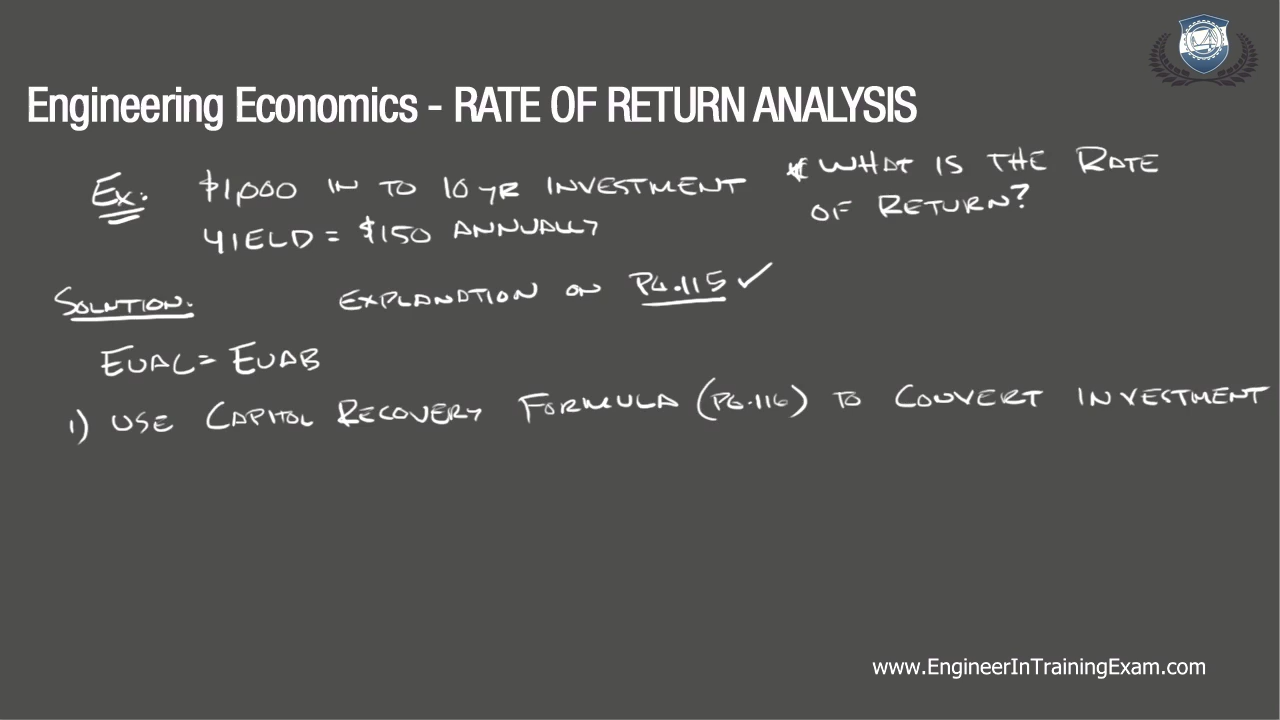 Engineering Economics - RATE OF RETURN ANALYSIS
Ex: $1,000 IN TO 10 YR INVESTMENT
YIELD = $150 ANNUALLY
* WHAT IS THE RATE
OF RETURN?
SOLUTION: EXPLANATION ON PG.115 ✓
EUAC = EUAB
1) USE CAPITOL RECOVERY FORMULA (PG.116) TO CONVERT INVESTMENT
www.EngineerInTrainingExam.com